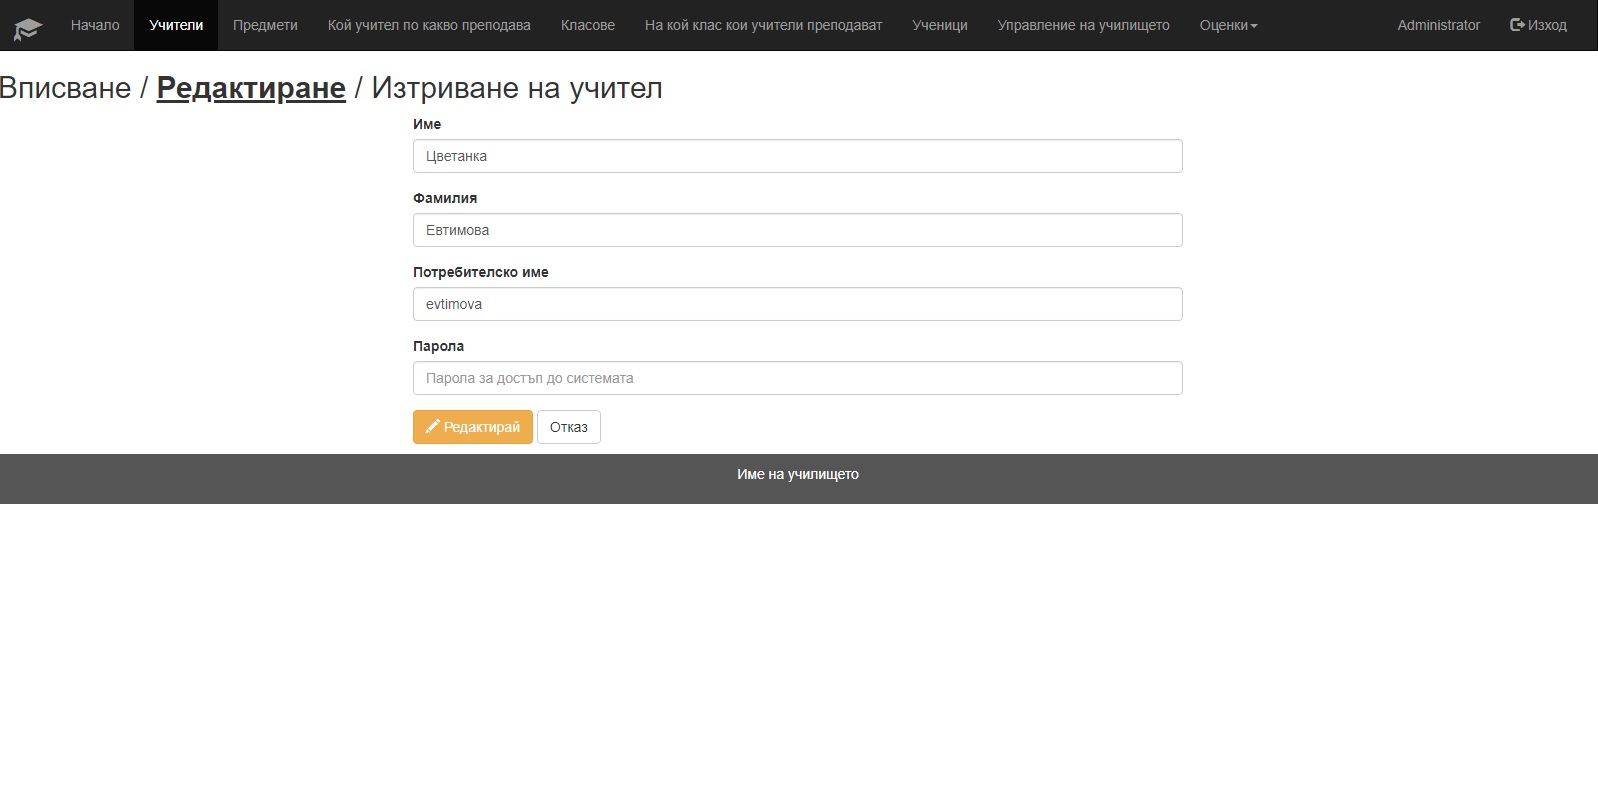 Начало Учители Предмети Кой учител по какво преподава Класове На кой клас кои учители преподават Ученици Управление на училището Оценки Administrator Изход
Вписване / Редактиране / Изтриване на учител
Име
Цветанка
Фамилия
Евтимова
Потребителско име
evtimova
Парола
Парола за достъп до системата
Редактирай Отказ
Име на училището